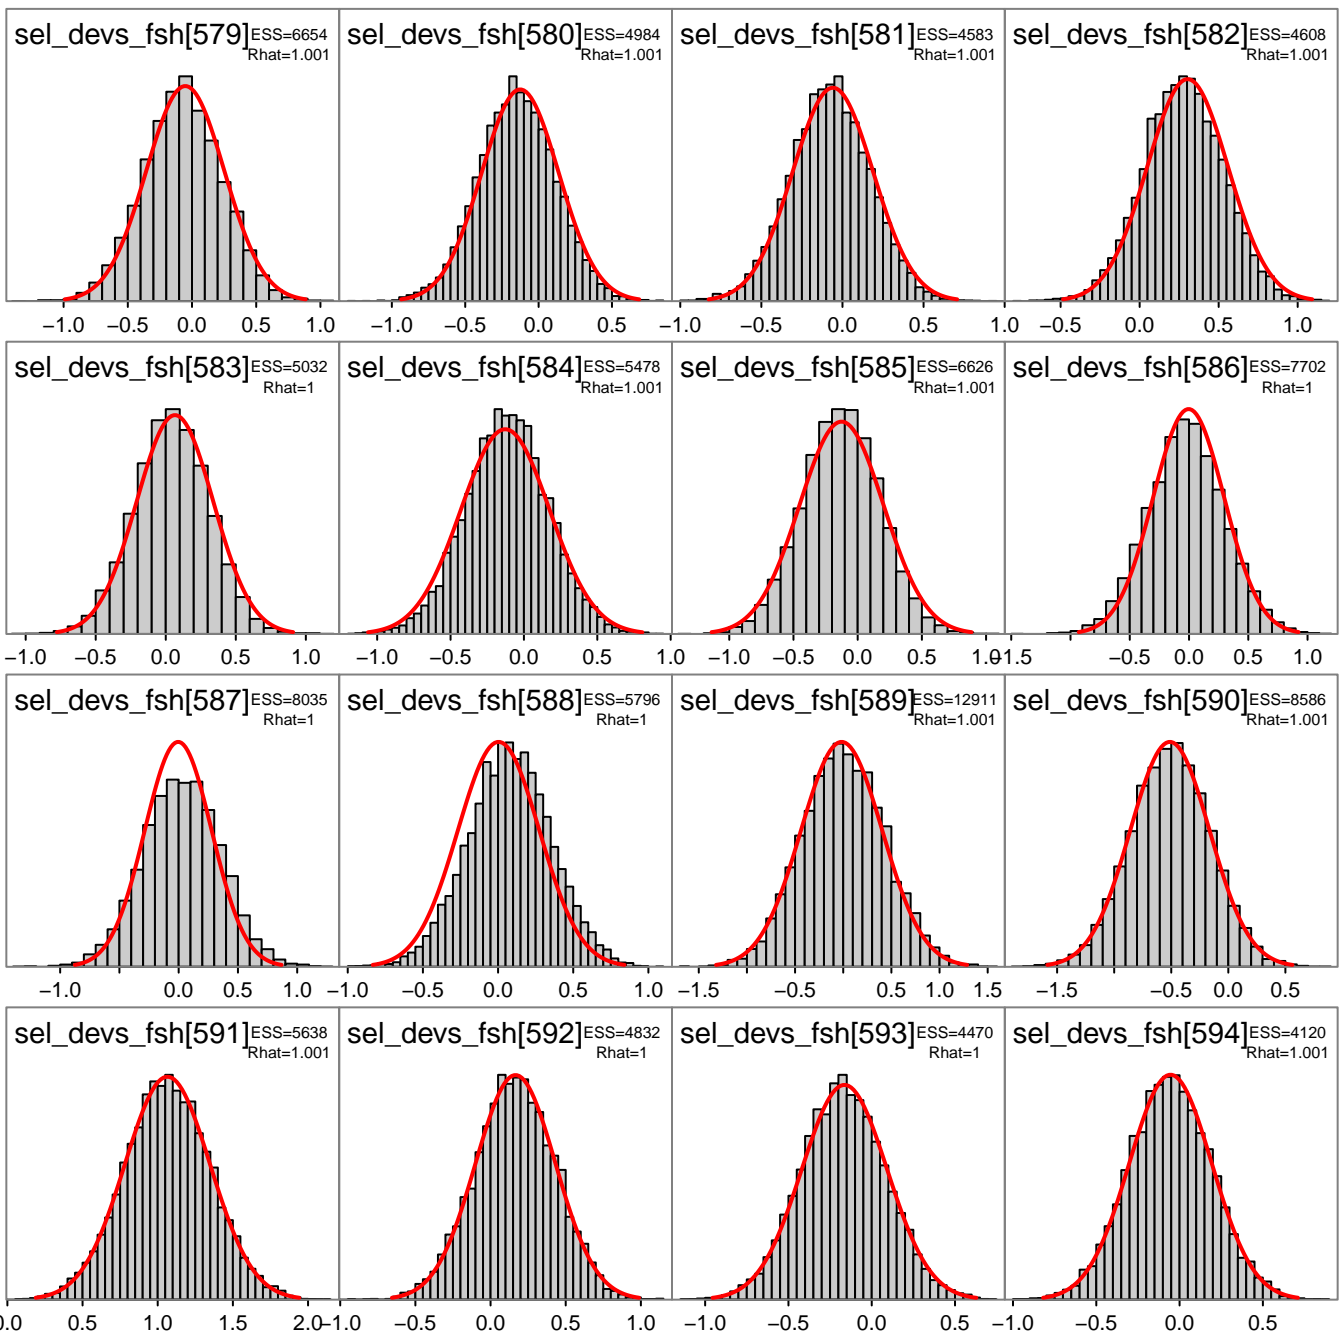 sel_devs_fsh[579] ESS=6654
Rhat=1.001
sel_devs_fsh[580] ESS=4984
Rhat=1.001
sel_devs_fsh[581] ESS=4583
Rhat=1.001
sel_devs_fsh[582] ESS=4608
Rhat=1.001
−1.0 −0.5 0.0 0.5 1.0
−1.0 −0.5 0.0 0.5
−1.0 −0.5 0.0 0.5 1.0
−0.5 0.0 0.5 1.0
sel_devs_fsh[583] ESS=5032
Rhat=1
sel_devs_fsh[584] ESS=5478
Rhat=1.001
sel_devs_fsh[585] ESS=6626
Rhat=1.001
sel_devs_fsh[586] ESS=7702
Rhat=1
−1.0 −0.5 0.0 0.5 1.0
−1.0 −0.5 0.0 0.5 1.0
−1.0 −0.5 0.0 0.5 1.0
−1.5 −0.5 0.0 0.5 1.0
sel_devs_fsh[587] ESS=8035
Rhat=1
sel_devs_fsh[588] ESS=5796
Rhat=1
sel_devs_fsh[589] ESS=12911
Rhat=1.001
sel_devs_fsh[590] ESS=8586
Rhat=1.001
−1.0 0.0 0.5 1.0
−1.0 −0.5 0.0 0.5 1.0
−1.5 −0.5 0.5 1.0 1.5
−1.5 −0.5 0.0 0.5
sel_devs_fsh[591] ESS=5638
Rhat=1.001
sel_devs_fsh[592] ESS=4832
Rhat=1
sel_devs_fsh[593] ESS=4470
Rhat=1
sel_devs_fsh[594] ESS=4120
Rhat=1.001
0.0 0.5 1.0 1.5 2.0
−1.0 −0.5 0.0 0.5 1.0
−1.0 −0.5 0.0 0.5
−1.0 −0.5 0.0 0.5